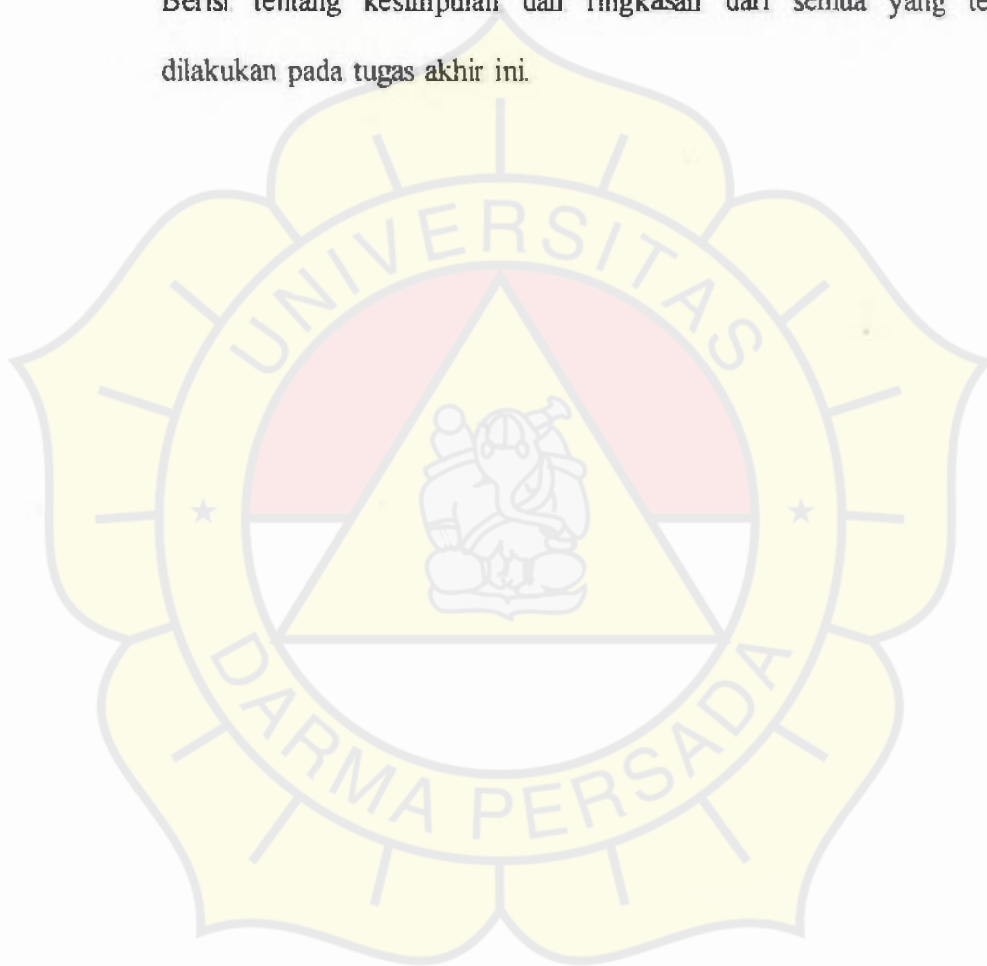 Berisi tentang kesimpulan dan ringkasan dari semua yang te
dilakukan pada tugas akhir ini.
UNIVERSITAS
DARMA PERSADA